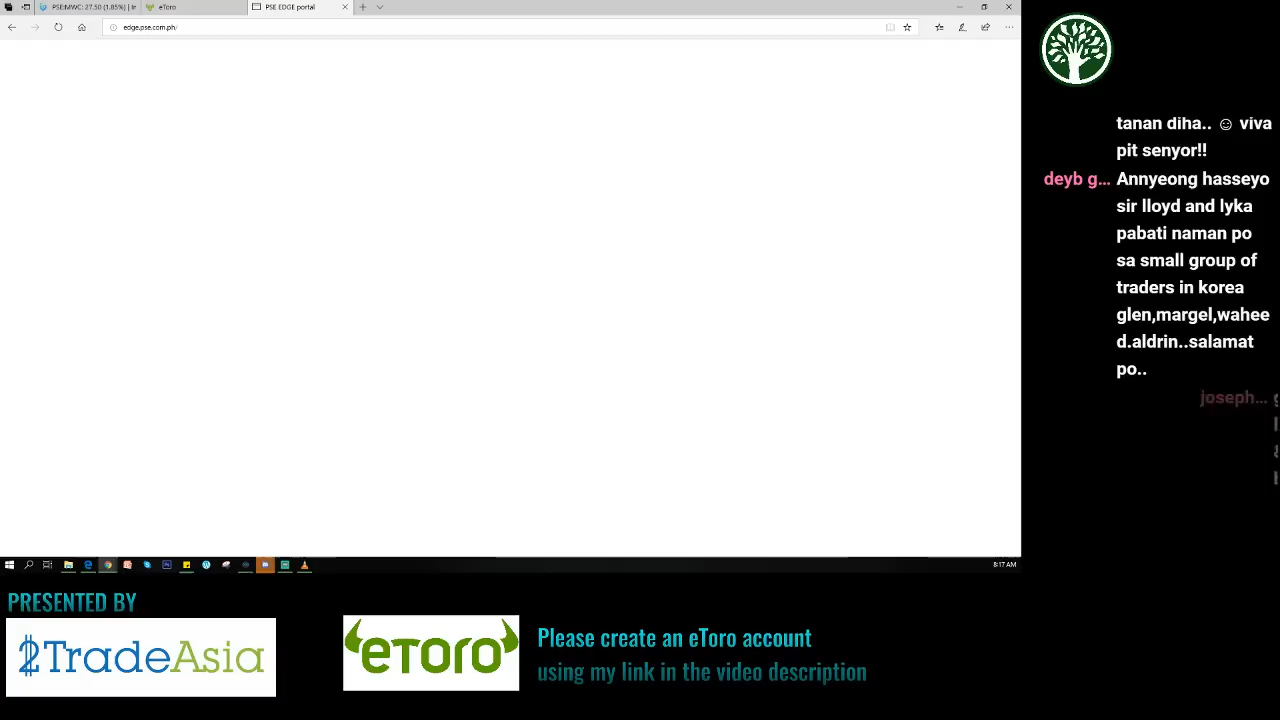 PSE:MWC: 27.50 (1.85%) | In
eToro
PSE EDGE portal
edge.pse.com.ph/
tanan diha.. ☺ viva
pit senyor!!
deyb g... Annyeong hasseyo
sir lloyd and lyka
pabati naman po
sa small group of
traders in korea
glen,margel,wahee
d.aldrin..salamat
po..
joseph...
8:17 AM
PRESENTED BY
2TradeAsia
eToro
Please create an eToro account
using my link in the video description